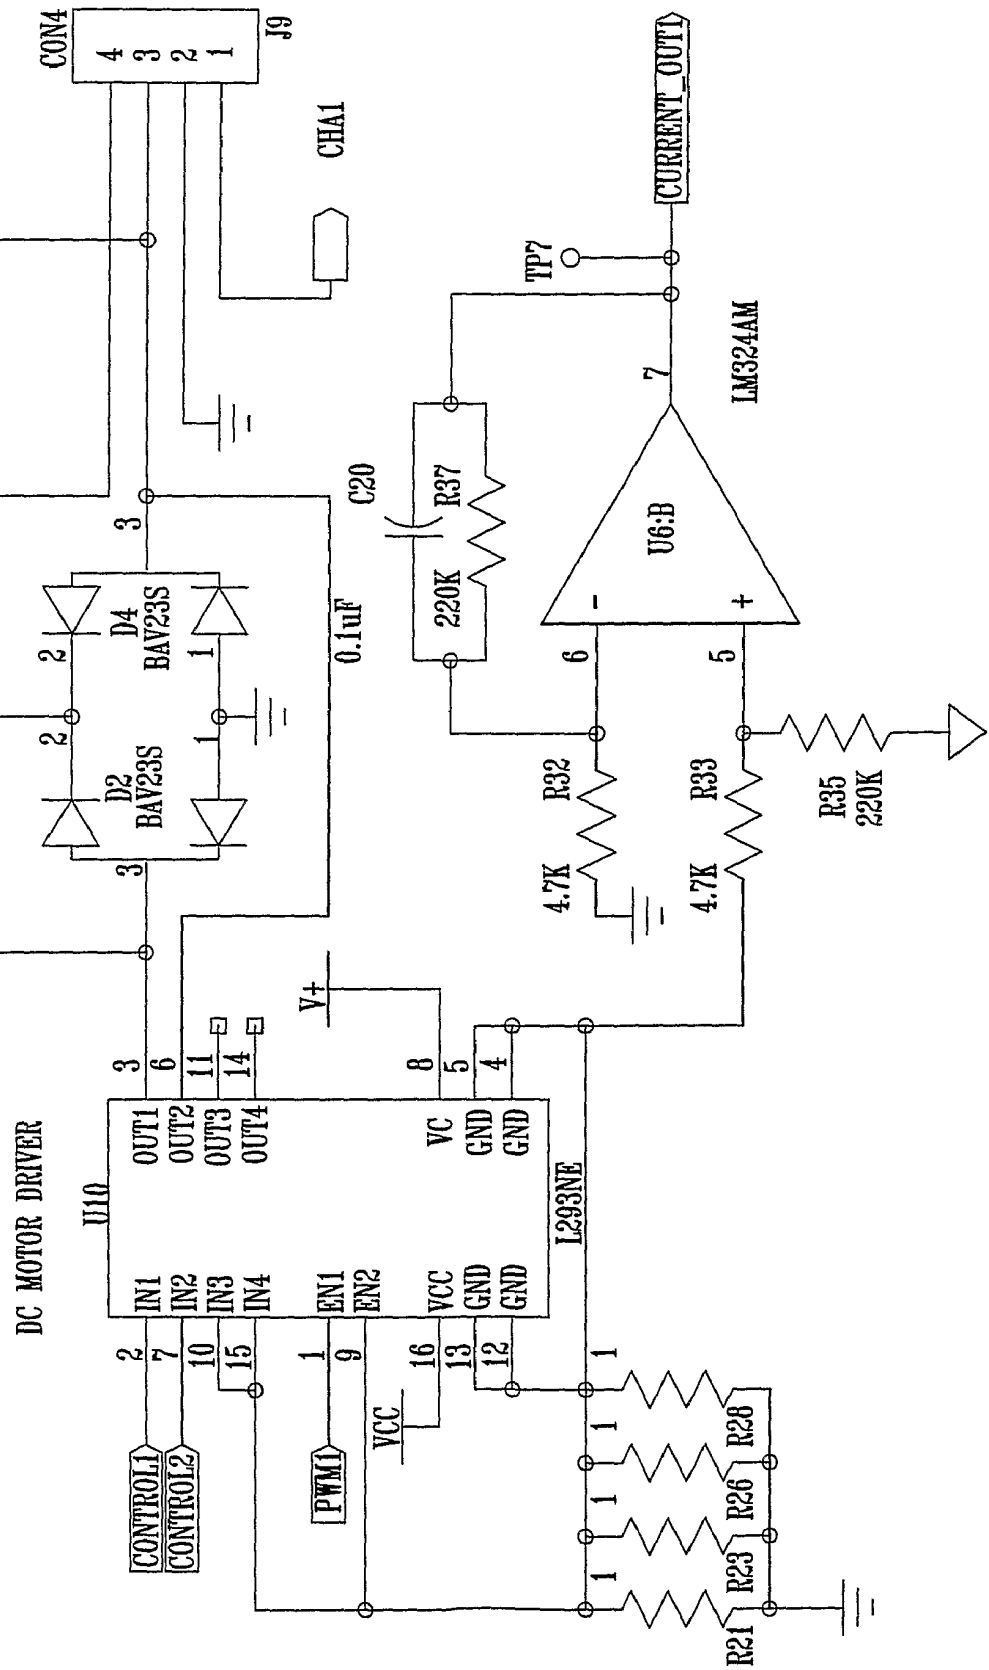 DC MOTOR DRIVER
CONTROL1
CONTROL2
PWM1
VCC
2
7
10
15
1
9
16
13
12
U10
IN1
IN2
IN3
IN4
EN1
EN2
VCC
GND
GND
OUT1
OUT2
OUT3
OUT4
VC
GND
GND
L293NE
3
6
11
14
8
5
4
V+
3
D2
BAV23S
2
1
2
1
D4
BAV23S
3
0.1uF
CON4
4
3
2
1
J9
CHA1
C20
220K
R37
4.7K
R32
4.7K
R33
R35
220K
6
5
-
+
U6:B
7
LM324AM
TP7
CURRENT_OUT1
1
1
1
1
R21
R23
R26
R28